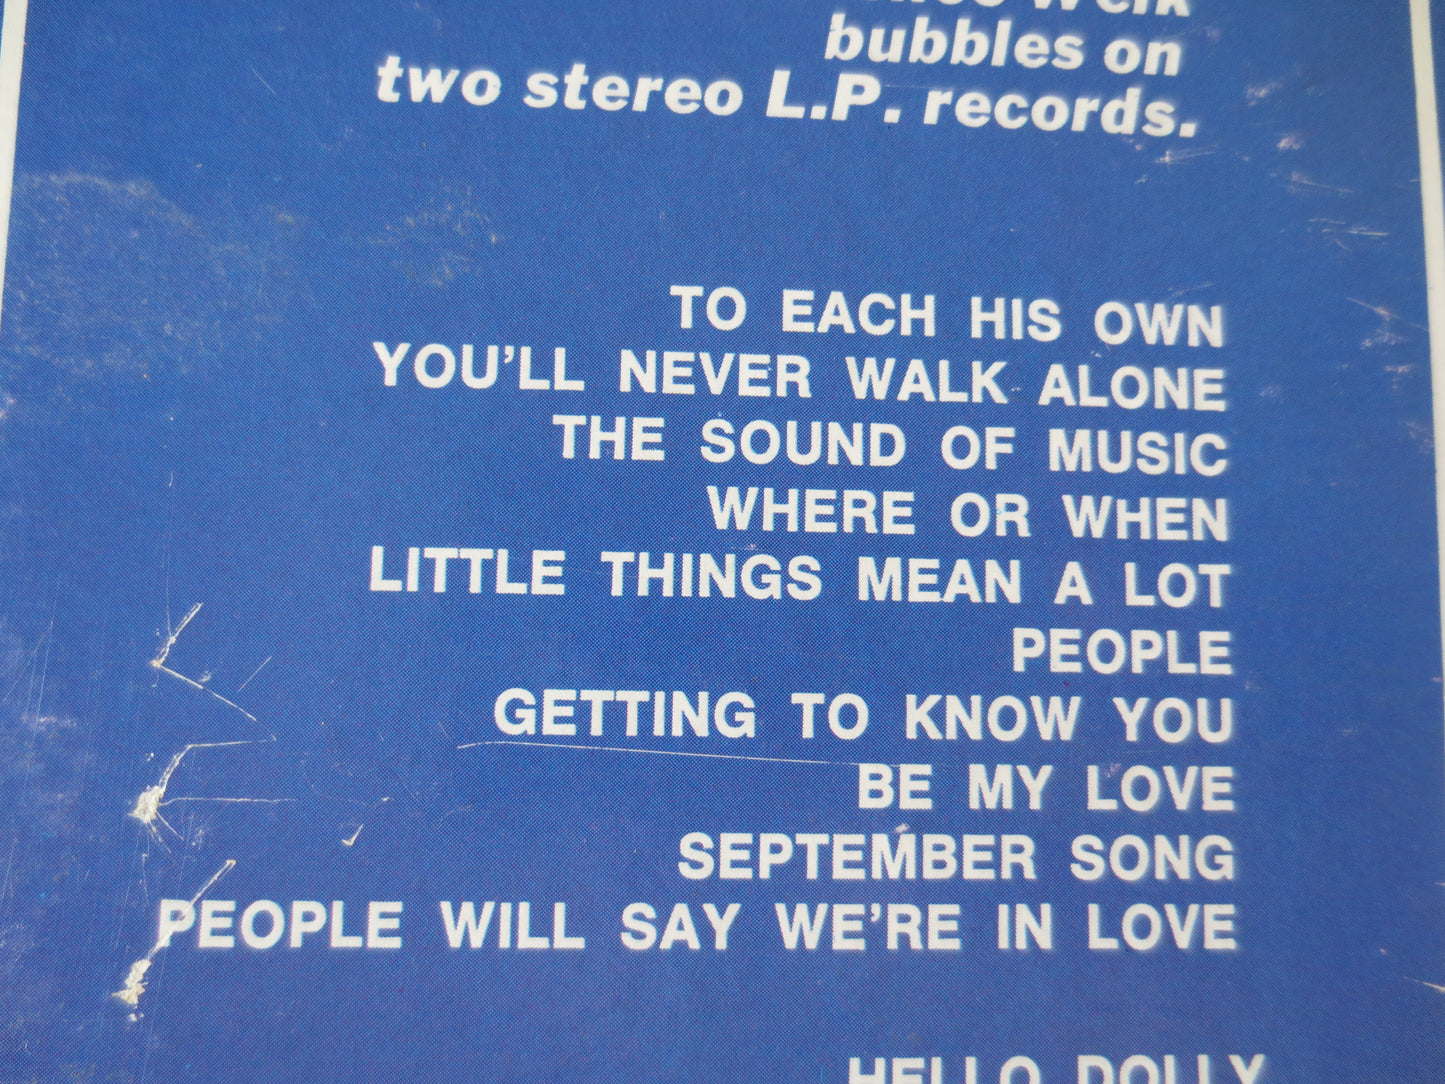 bubbles on
two stereo L.P. records.
TO EACH HIS OWN
YOU'LL NEVER WALK ALONE
THE SOUND OF MUSIC
WHERE OR WHEN
LITTLE THINGS MEAN A LOT
PEOPLE
GETTING TO KNOW YOU
BE MY LOVE
SEPTEMBER SONG
PEOPLE WILL SAY WE'RE IN LOVE
HELLO DOLLY